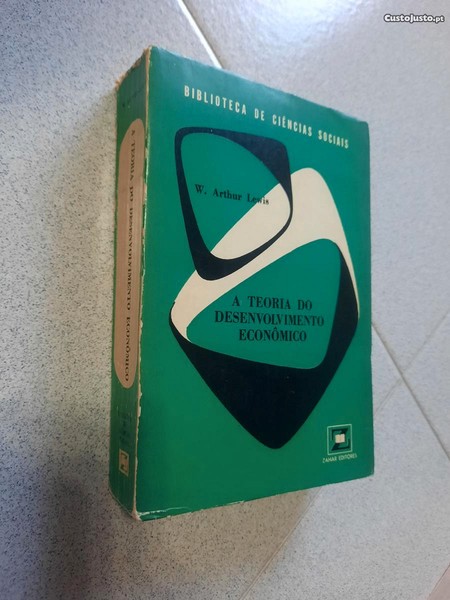 CustoJusto.pt
BIBLIOTECA DE CIÊNCIAS SOCIAIS
W. Arthur Lewis
A TEORIA DO
DESENVOLVIMENTO
ECONÔMICO
ZAHAR EDITORES
A TEORIA DO DESENVOLVIMENTO ECONÔMICO